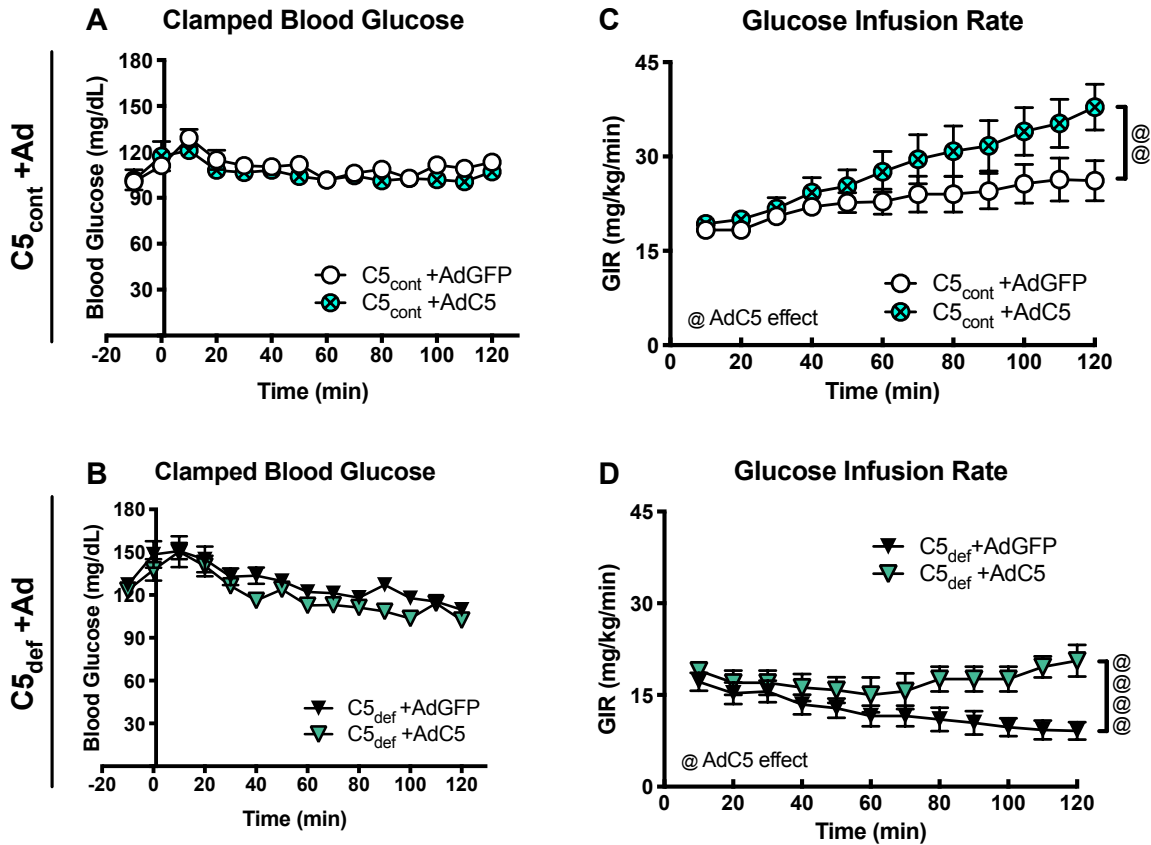 A
Clamped Blood Glucose
C5cont +Ad
Blood Glucose (mg/dL)
180
150
120
90
60
30
C5cont +AdGFP
C5cont +AdC5
-20 0 20 40 60 80 100 120
Time (min)
C
Glucose Infusion Rate
GIR (mg/kg/min)
45
30
15
0
@@
C5cont +AdGFP
C5cont +AdC5
@ AdC5 effect
0 20 40 60 80 100 120
Time (min)
B
Clamped Blood Glucose
C5def +Ad
Blood Glucose (mg/dL)
180
150
120
90
60
30
C5def +AdGFP
C5def +AdC5
-20 0 20 40 60 80 100 120
Time (min)
D
Glucose Infusion Rate
GIR (mg/kg/min)
45
30
15
0
C5def+AdGFP
C5def +AdC5
@@@@
@ AdC5 effect
0 20 40 60 80 100 120
Time (min)